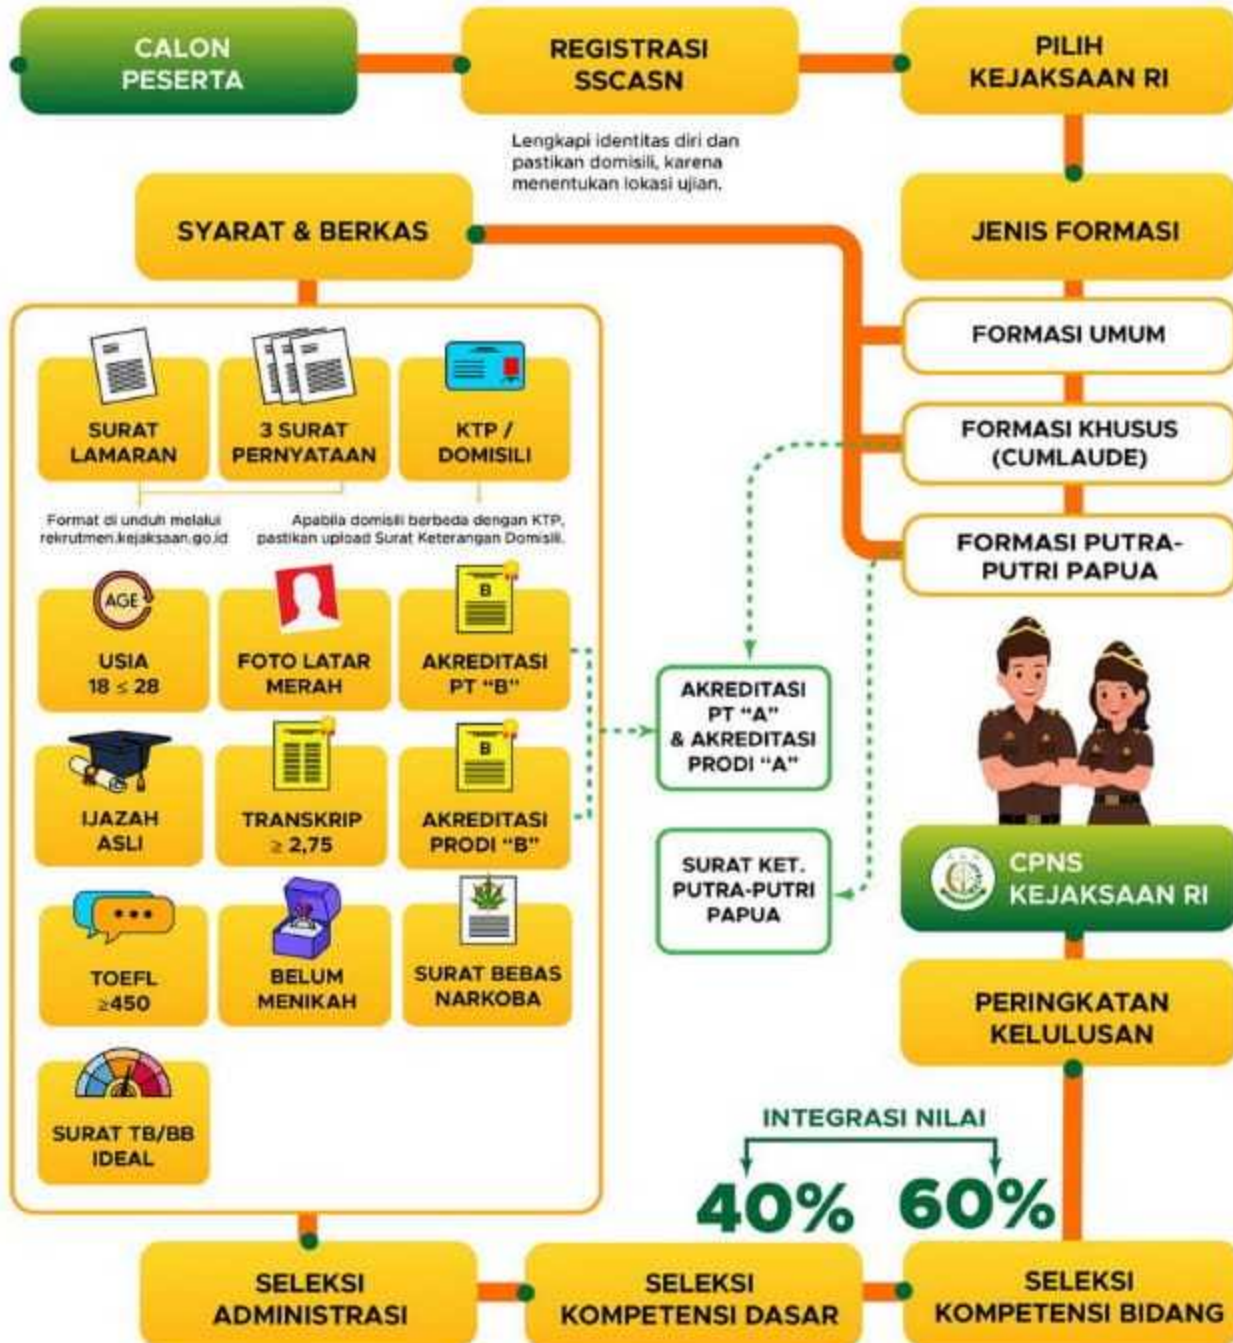 CALON
PESERTA
REGISTRASI
SSCASN
PILIH
KEJAKSAAN RI
Lengkapi identitas diri dan
pastikan domisili, karena
menentukan lokasi ujian.
SYARAT & BERKAS
JENIS FORMASI
FORMASI UMUM
FORMASI KHUSUS
(CUMLAUDE)
FORMASI PUTRA-
PUTRI PAPUA
SURAT
LAMARAN
3 SURAT
PERNYATAAN
KTP /
DOMISILI
Format di unduh melalui
rekrutmen.kejaksaan.go.id
Apabila domisili berbeda dengan KTP,
pastikan upload Surat Keterangan Domisili.
AGE
USIA
18 ≤ 28
FOTO LATAR
MERAH
B
AKREDITASI
PT “B”
IJAZAH
ASLI
TRANSKRIP
≥ 2,75
B
AKREDITASI
PRODI “B”
TOEFL
≥450
BELUM
MENIKAH
SURAT BEBAS
NARKOBA
SURAT TB/BB
IDEAL
AKREDITASI
PT “A”
& AKREDITASI
PRODI “A”
SURAT KET.
PUTRA-PUTRI
PAPUA
CPNS
KEJAKSAAN RI
PERINGKATAN
KELULUSAN
INTEGRASI NILAI
40% 60%
SELEKSI
ADMINISTRASI
SELEKSI
KOMPETENSI DASAR
SELEKSI
KOMPETENSI BIDANG